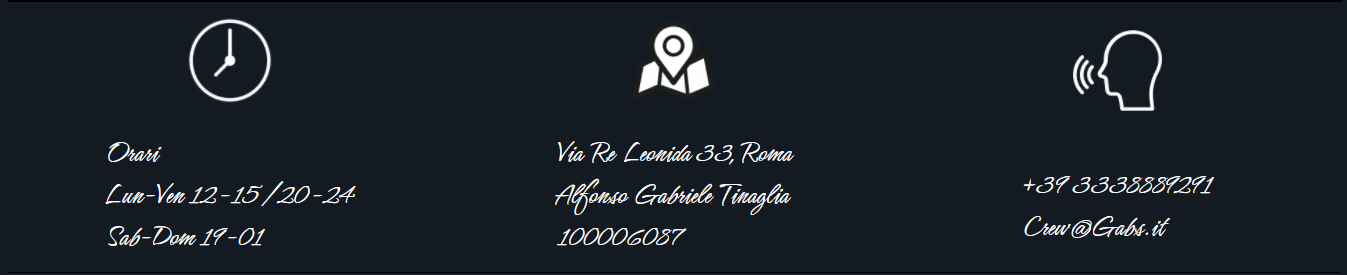 Orari
Lun-Ven 12-15 / 20-24
Sab-Dom 19-01
Via Re Leonida 33, Roma
Alfonso Gabriele Tinaglia
100006087
+39 3338889291
Crew@Gabs.it